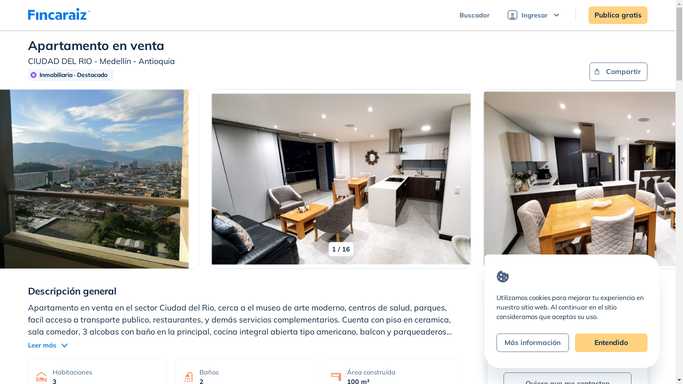 Fincaraiz
Buscador
Ingresar
Publica gratis
Apartamento en venta
CIUDAD DEL RIO - Medellín - Antioquia
Inmobiliaria · Destacado
Compartir
1 / 16
Descripción general
Apartamento en venta en el sector Ciudad del Rio, cerca a el museo de arte moderno, centros de salud, parques,
facil acceso a transporte publico, restaurantes, y demás servicios complementarios. Cuenta con piso en ceramica,
sala comedor, 3 alcobas con baño en la principal, cocina integral abierta tipo americano, balcon y parqueaderos...
Leer más
Habitaciones
3
Baños
2
Área construida
100 m²
Utilizamos cookies para mejorar tu experiencia en
nuestro sitio web. Al continuar en el sitio
consideramos que aceptas su uso.
Más información
Entendido
Quiero que me contacten